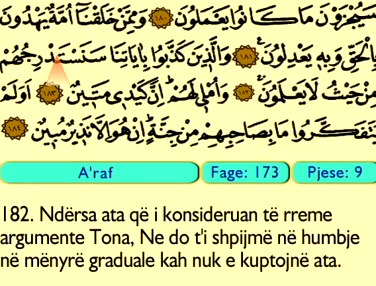 سَيُجْزَوْنَ مَا كَانُوا يَعْمَلُونَ ﴿١٨٠﴾ وَمِمَّنْ خَلَقْنَا أُمَّةٌ يَهْدُونَ
بِالْحَقِّ وَبِهِ يَعْدِلُونَ ﴿١٨١﴾ وَالَّذِينَ كَذَّبُوا بِآيَاتِنَا سَنَسْتَدْرِجُهُمْ
مِنْ حَيْثُ لَا يَعْلَمُونَ ﴿١٨٢﴾ وَأُمْلِي لَهُمْ إِنَّ كَيْدِي مَتِينٌ ﴿١٨٣﴾ أَوَلَمْ
يَتَفَكَّرُوا مَا بِصَاحِبِهِمْ مِنْ جِنَّةٍ إِنْ هُوَ إِلَّا نَذِيرٌ مُبِينٌ ﴿١٨٤﴾
A'raf Fage: 173 Pjese: 9
182. Ndërsa ata që i konsideruan të rreme
argumente Tona, Ne do t'i shpijmë në humbje
në mënyrë graduale kah nuk e kuptojnë ata.